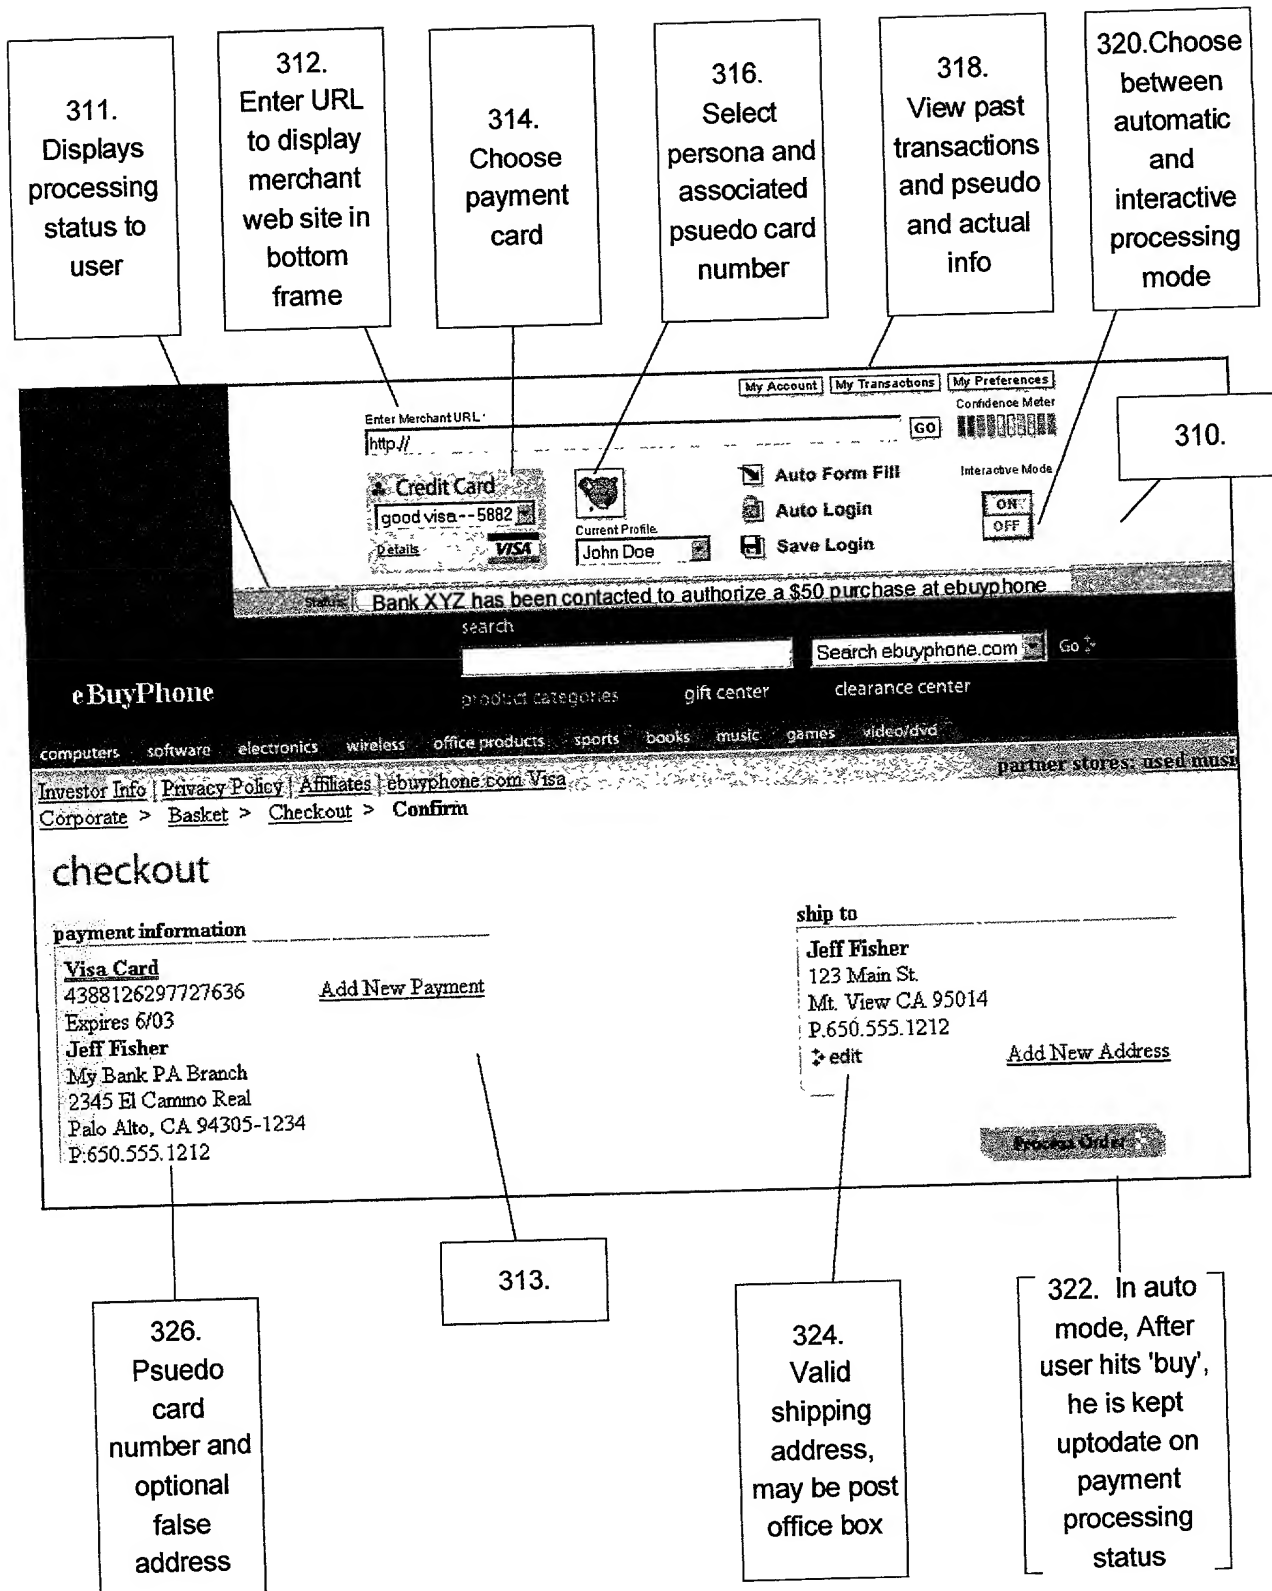 311.
Displays
processing
status to
user
312.
Enter URL
to display
merchant
web site in
bottom
frame
314.
Choose
payment
card
316.
Select
persona and
associated
psuedo card
number
318.
View past
transactions
and pseudo
and actual
info
320.Choose
between
automatic
and
interactive
processing
mode
310.
My Account My Transactions My Preferences
Enter Merchant URL:
Confidence Meter
http://
GO
Credit Card
good visa--5882
Details
VISA
Current Profile.
John Doe
Auto Form Fill
Auto Login
Save Login
Interactive Mode
ON
OFF
Status: Bank XYZ has been contacted to authorize a $50 purchase at ebuyphone
search
Search ebuyphone.com Go
eBuyPhone
product categories gift center clearance center
computers software electronics wireless office products sports books music games video/dvd
partner stores: used musi
Investor Info | Privacy Policy | Affiliates | ebuyphone.com Visa
Corporate > Basket > Checkout > Confirm
checkout
payment information
Visa Card
4388126297727636 Add New Payment
Expires 6/03
Jeff Fisher
My Bank PA Branch
2345 El Camino Real
Palo Alto, CA 94305-1234
P:650.555.1212
ship to
Jeff Fisher
123 Main St.
Mt. View CA 95014
P.650.555.1212
edit Add New Address
Process Order
326.
Psuedo
card
number and
optional
false
address
313.
324.
Valid
shipping
address,
may be post
office box
322. In auto
mode, After
user hits 'buy',
he is kept
uptodate on
payment
processing
status